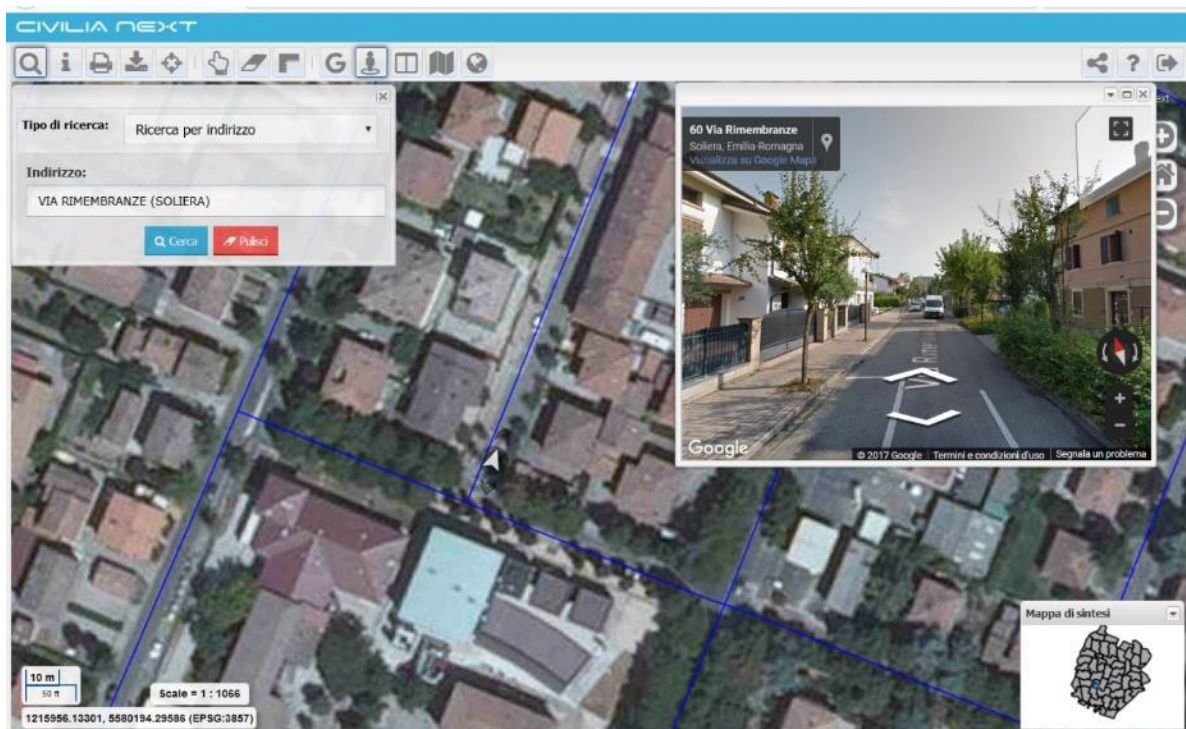 CIVILIA NEXT
G
?
Tipo di ricerca:
Ricerca per indirizzo
Indirizzo:
VIA RIMEMBRANZE (SOLIERA)
Cerca
Pulisci
60 Via Rimembranze
Soliera, Emilia-Romagna
Visualizza su Google Maps
ext
Google
© 2017 Google
Termini e condizioni d'uso
Segnala un problema
Mappa di sintesi
10 m
50 ft
Scale = 1 : 1066
1215956.13301, 5580194.29586 (EPSG:3857)